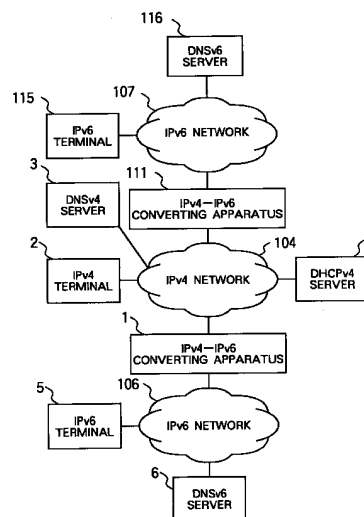 116
DNSv6
SERVER
107
115
IPv6
TERMINAL
IPv6 NETWORK
3
111
DNSv4
SERVER
IPv4—IPv6
CONVERTING APPARATUS
104
2
IPv4
TERMINAL
IPv4 NETWORK
DHCPv4
SERVER
1
IPv4—IPv6
CONVERTING APPARATUS
106
5
IPv6
TERMINAL
IPv6 NETWORK
6
DNSv6
SERVER